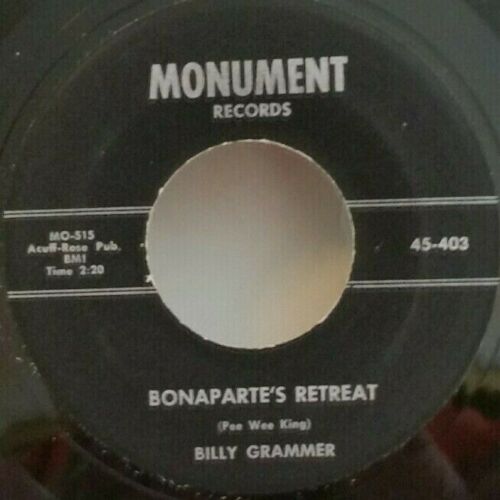 MONUMENT
RECORDS
MO-515
Acuff-Rose Pub.
BMI
Time 2:20
45-403
BONAPARTE'S RETREAT
(Pee Wee King)
BILLY GRAMMER